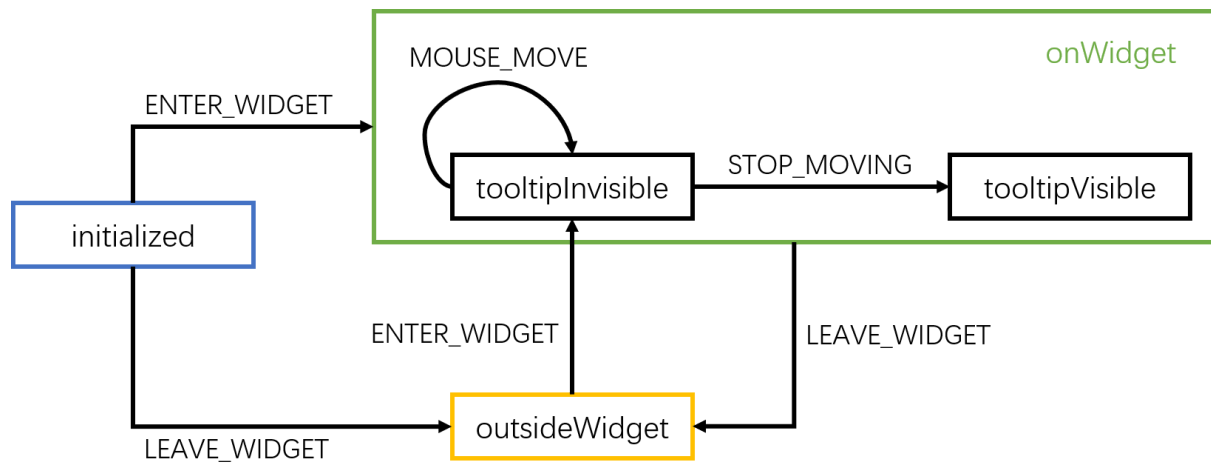 onWidget
MOUSE_MOVE
ENTER_WIDGET
STOP_MOVING
tooltipInvisible
tooltipVisible
initialized
ENTER_WIDGET
LEAVE_WIDGET
outsideWidget
LEAVE_WIDGET